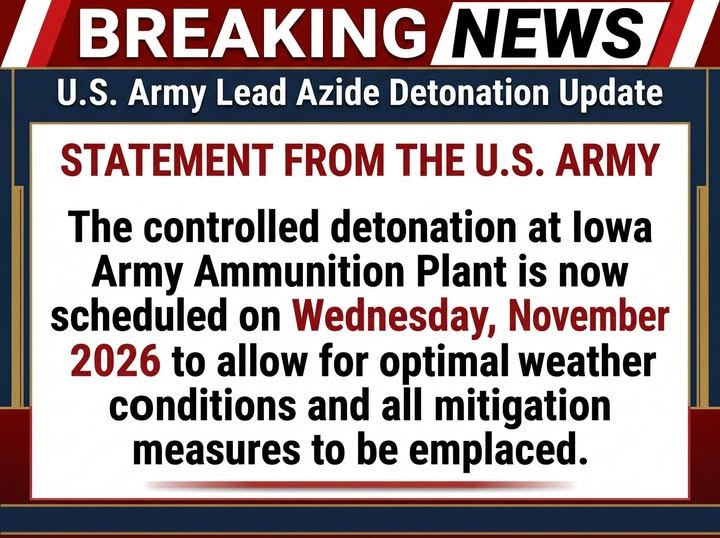 BREAKING NEWS
U.S. Army Lead Azide Detonation Update
STATEMENT FROM THE U.S. ARMY
The controlled detonation at Iowa
Army Ammunition Plant is now
scheduled on Wednesday, November
2026 to allow for optimal weather
conditions and all mitigation
measures to be emplaced.